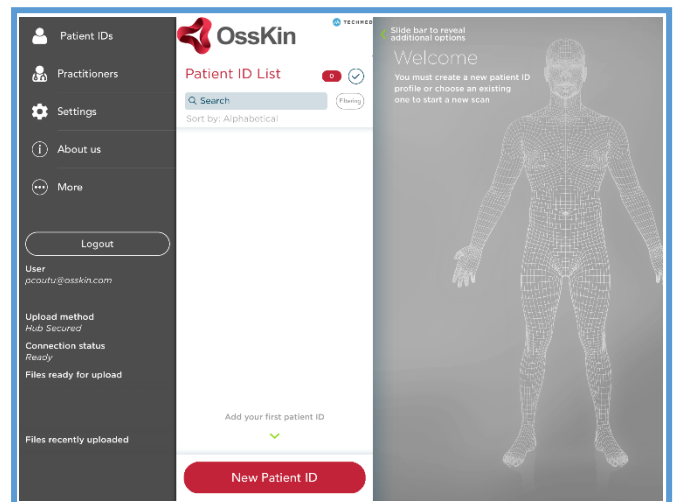 Patient IDs
Practitioners
Settings
About us
More
Logout
User
pcoutu@osskin.com
Upload method
Hub Secured
Connection status
Ready
Files ready for upload
Files recently uploaded
TECHMED
OssKin
Patient ID List
0
Search
Filtering
Sort by: Alphabetical
Add your first patient ID
New Patient ID
Slide bar to reveal
additional options
Welcome
You must create a new patient ID
profile or choose an existing
one to start a new scan